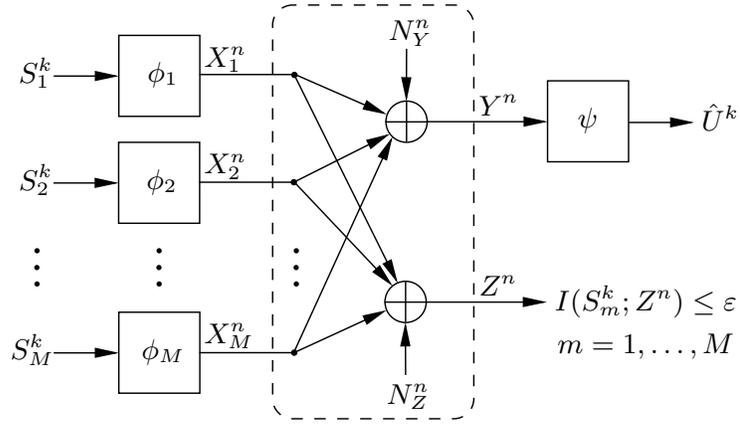 N_Y^n
S_1^k ϕ_1 X_1^n
Y^n ψ Û^k
S_2^k ϕ_2 X_2^n
Z^n I(S_m^k; Z^n) ≤ ε
m = 1, . . . , M
S_M^k ϕ_M X_M^n
N_Z^n